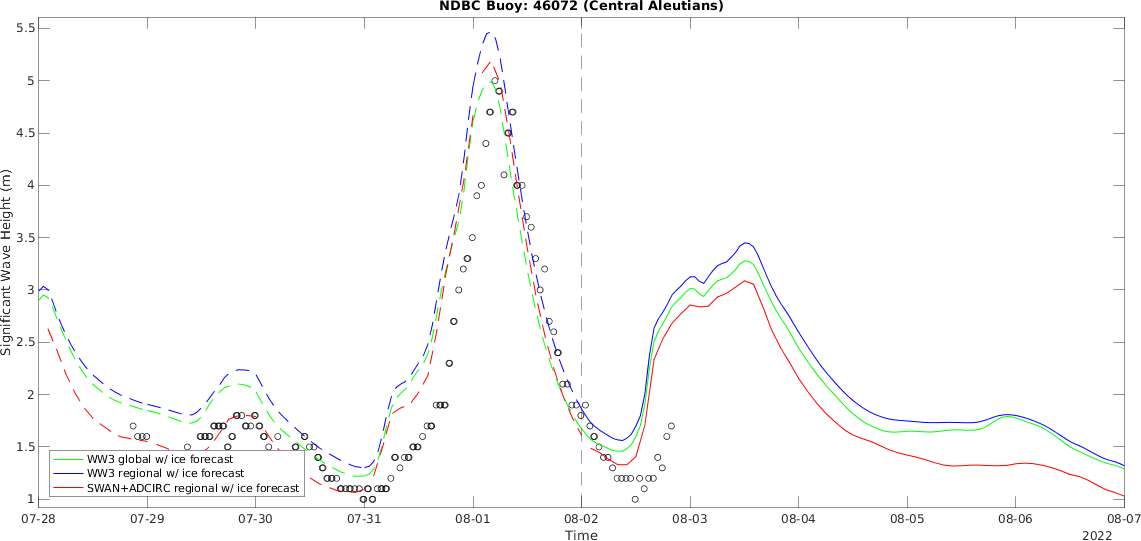 NDBC Buoy: 46072 (Central Aleutians)
5.5
5
4.5
4
3.5
3
2.5
2
1.5
1
Significant Wave Height (m)
WW3 global w/ ice forecast
WW3 regional w/ ice forecast
SWAN+ADCIRC regional w/ ice forecast
07-28 07-29 07-30 07-31 08-01 08-02 08-03 08-04 08-05 08-06 08-07
Time
2022